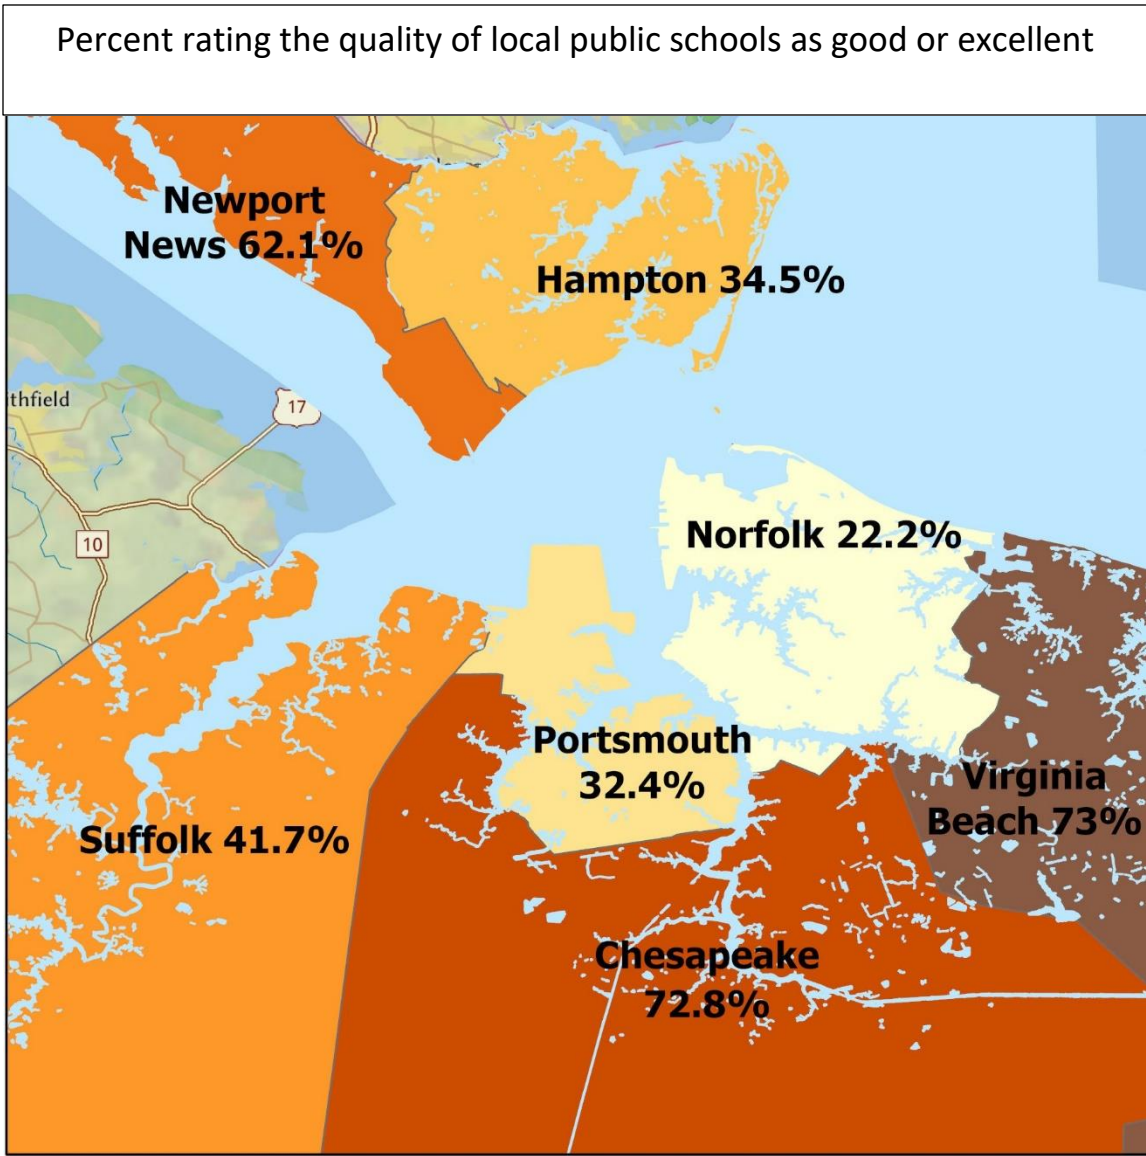 Percent rating the quality of local public schools as good or excellent
Newport
News 62.1%
Hampton 34.5%
thfield
17
10
Norfolk 22.2%
Portsmouth
32.4%
Virginia
Beach 73%
Suffolk 41.7%
Chesapeake
72.8%